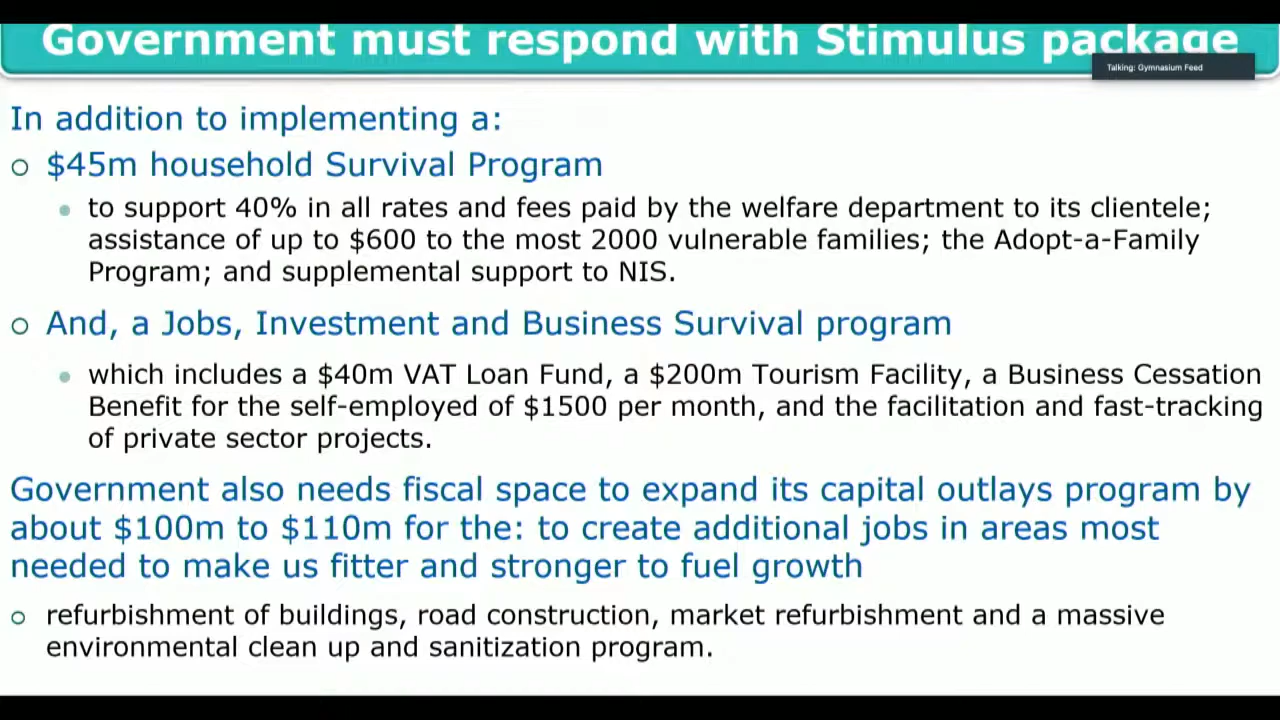 Government must respond with Stimulus package
Talking: Gymnasium Feed
In addition to implementing a:
$45m household Survival Program
to support 40% in all rates and fees paid by the welfare department to its clientele;
assistance of up to $600 to the most 2000 vulnerable families; the Adopt-a-Family
Program; and supplemental support to NIS.
And, a Jobs, Investment and Business Survival program
which includes a $40m VAT Loan Fund, a $200m Tourism Facility, a Business Cessation
Benefit for the self-employed of $1500 per month, and the facilitation and fast-tracking
of private sector projects.
Government also needs fiscal space to expand its capital outlays program by
about $100m to $110m for the: to create additional jobs in areas most
needed to make us fitter and stronger to fuel growth
refurbishment of buildings, road construction, market refurbishment and a massive
environmental clean up and sanitization program.